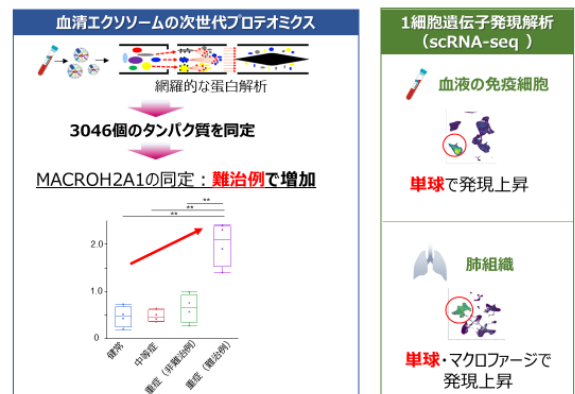 血清エクソソームの次世代プロテオミクス
網羅的な蛋白解析
3046個のタンパク質を同定
MACROH2A1の同定：難治例で増加
**
**
**
2.0
1.0
0
健常
中等症
重症（非難治例）
重症（難治例）
1細胞遺伝子発現解析
（scRNA-seq ）
血液の免疫細胞
単球で発現上昇
肺組織
単球・マクロファージで
発現上昇